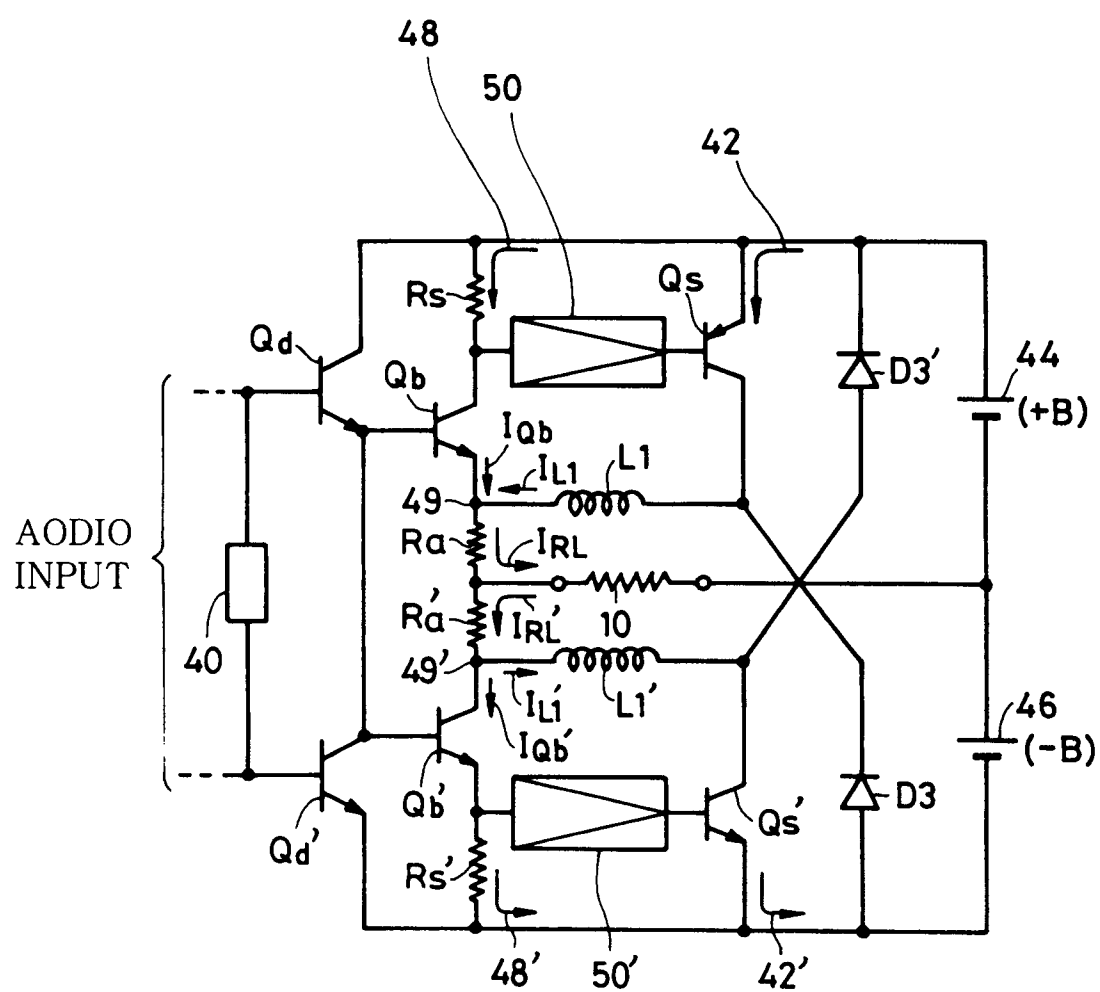 48
50
42
Rs
Qs
Qd
Qb
D3′
44
(+B)
IQb
IL1
L1
49
AODIO
INPUT
Ra
IRL
Ra′
IRL′
10
40
49′
IL1′
L1′
46
(-B)
IQb′
Qb′
Qs′
D3
Qd′
Rs′
48′
50′
42′